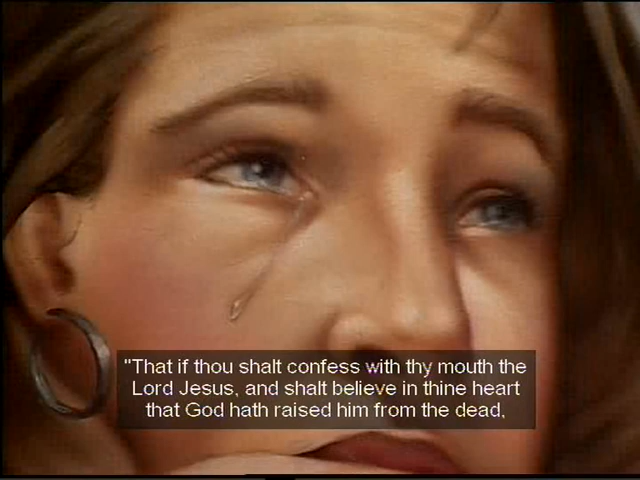 "That if thou shalt confess with thy mouth the
Lord Jesus, and shalt believe in thine heart
that God hath raised him from the dead,